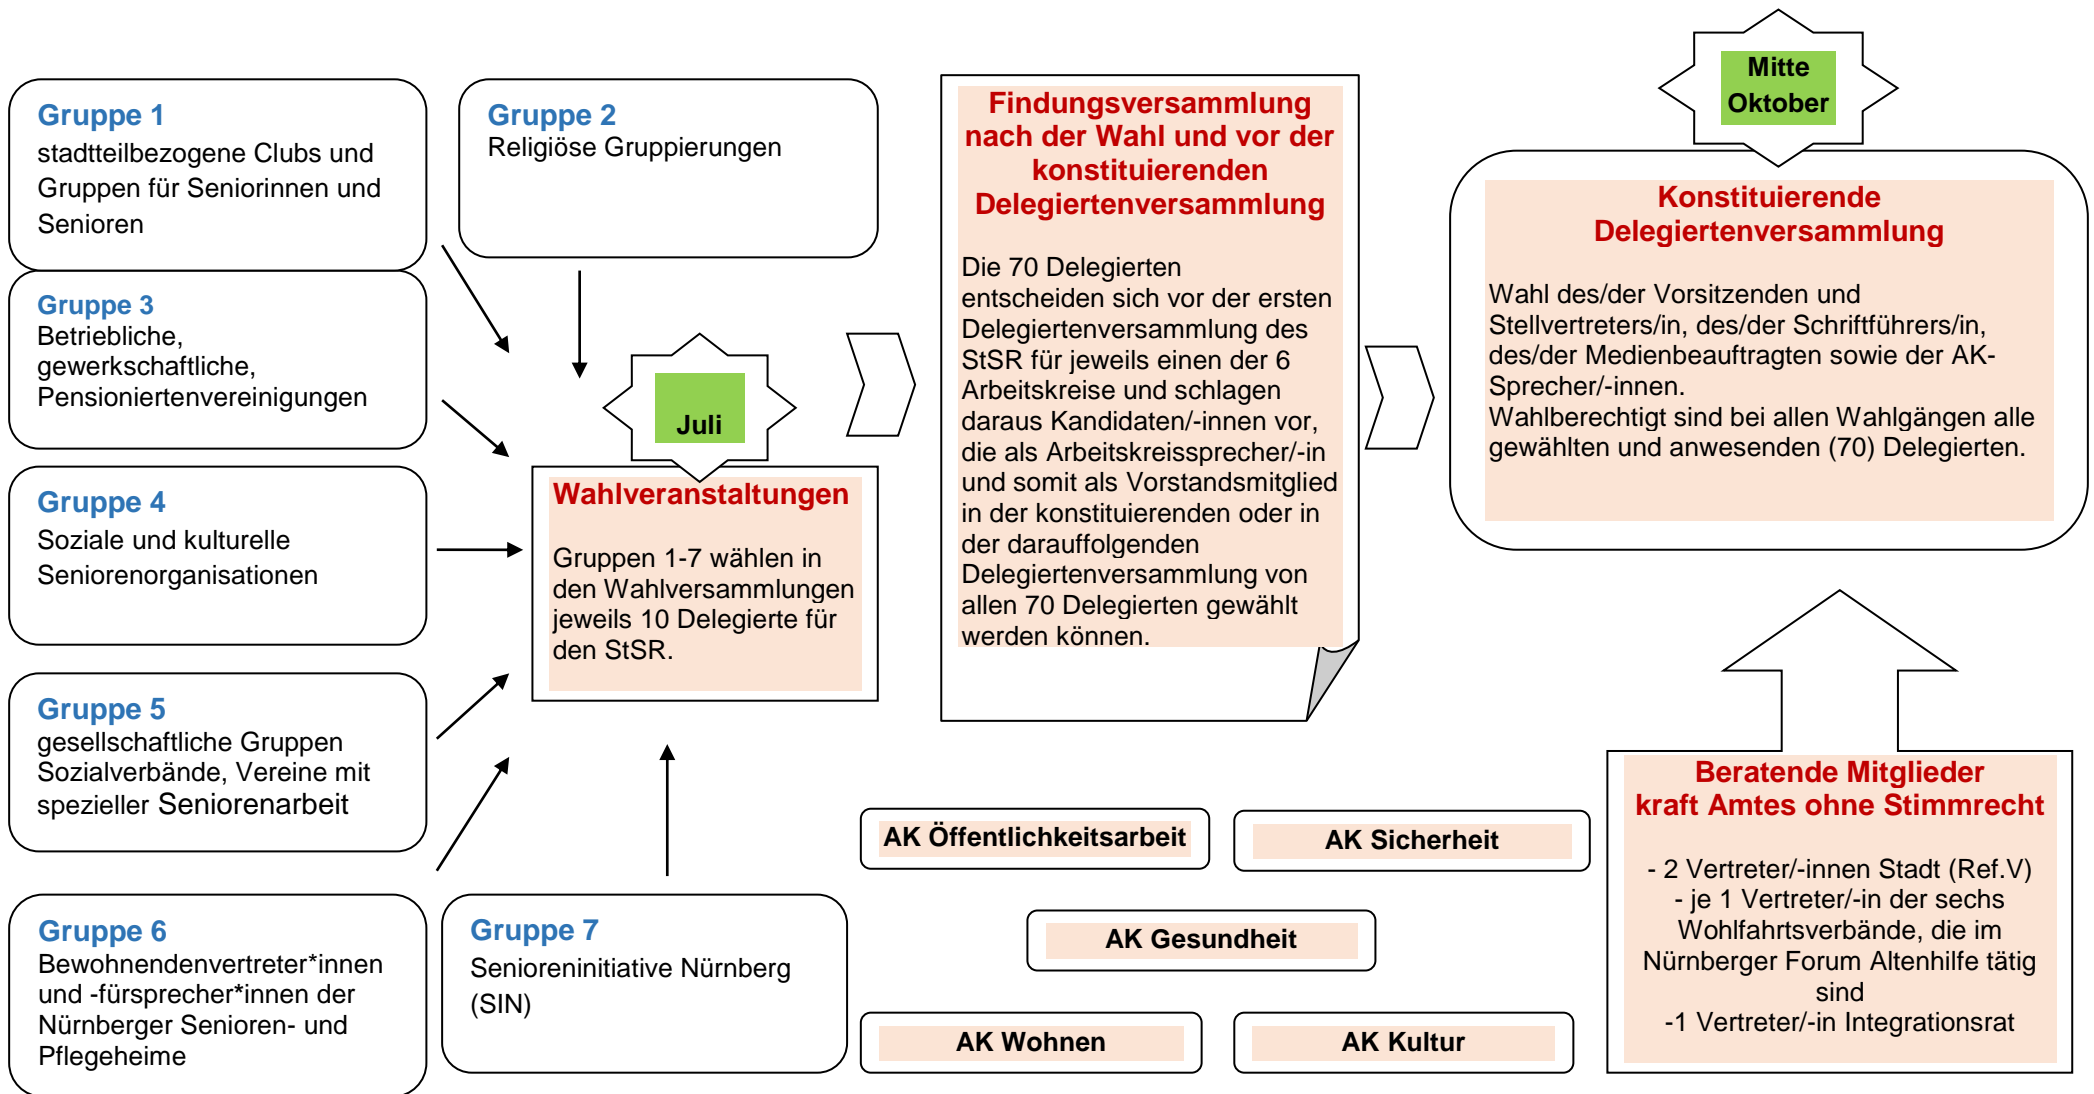 Gruppe 1
stadtteilbezogene Clubs und
Gruppen für Seniorinnen und
Senioren
Gruppe 2
Religiöse Gruppierungen
Gruppe 3
Betriebliche,
gewerkschaftliche,
Pensioniertenvereinigungen
Gruppe 4
Soziale und kulturelle
Seniorenorganisationen
Gruppe 5
gesellschaftliche Gruppen
Sozialverbände, Vereine mit
spezieller Seniorenarbeit
Gruppe 6
Bewohnendenvertreter*innen
und -fürsprecher*innen der
Nürnberger Senioren- und
Pflegeheime
Gruppe 7
Senioreninitiative Nürnberg
(SIN)
Juli
Wahlveranstaltungen
Gruppen 1-7 wählen in
den Wahlversammlungen
jeweils 10 Delegierte für
den StSR.
Findungsversammlung
nach der Wahl und vor der
konstituierenden
Delegiertenversammlung
Die 70 Delegierten
entscheiden sich vor der ersten
Delegiertenversammlung des
StSR für jeweils einen der 6
Arbeitskreise und schlagen
daraus Kandidaten/-innen vor,
die als Arbeitskreissprecher/-in
und somit als Vorstandsmitglied
in der konstituierenden oder in
der darauffolgenden
Delegiertenversammlung von
allen 70 Delegierten gewählt
werden können.
Mitte
Oktober
Konstituierende
Delegiertenversammlung
Wahl des/der Vorsitzenden und
Stellvertreters/in, des/der Schriftführers/in,
des/der Medienbeauftragten sowie der AK-
Sprecher/-innen.
Wahlberechtigt sind bei allen Wahlgängen alle
gewählten und anwesenden (70) Delegierten.
Beratende Mitglieder
kraft Amtes ohne Stimmrecht
- 2 Vertreter/-innen Stadt (Ref.V)
- je 1 Vertreter/-in der sechs
Wohlfahrtsverbände, die im
Nürnberger Forum Altenhilfe tätig
sind
-1 Vertreter/-in Integrationsrat
AK Öffentlichkeitsarbeit
AK Sicherheit
AK Gesundheit
AK Wohnen
AK Kultur